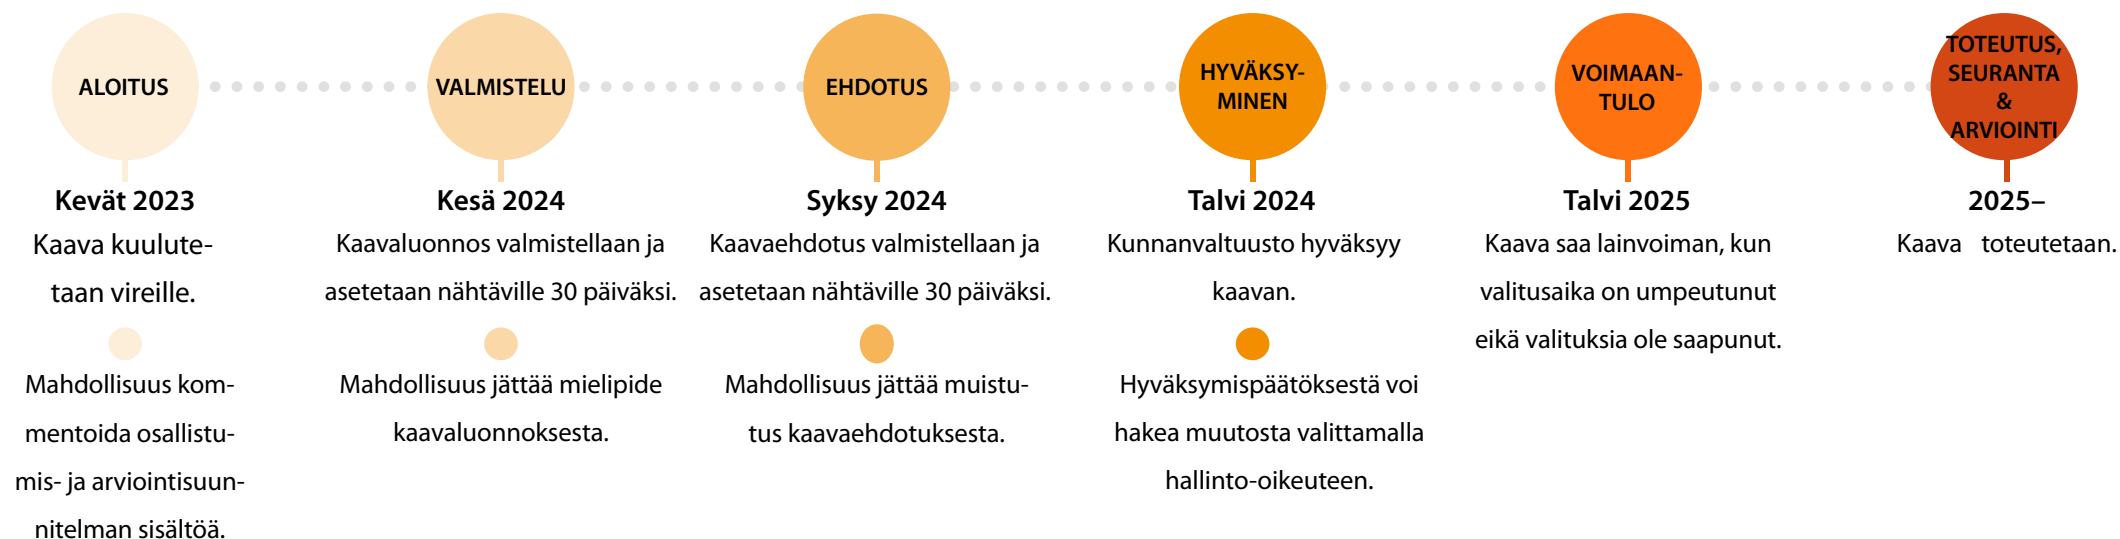 ALOITUS
Kevät 2023
Kaava kuulute-
taan vireille.
Mahdollisuus kom-
mentoida osallistu-
mis- ja arviointisuun-
nitelman sisältöä.
VALMISTELU
Kesä 2024
Kaavaluonnos valmistellaan ja
asetetaan nähtäville 30 päiväksi.
Mahdollisuus jättää mielipide
kaavaluonnoksesta.
EHDOTUS
Syksy 2024
Kaavaehdotus valmistellaan ja
asetetaan nähtäville 30 päiväksi.
Mahdollisuus jättää muistu-
tus kaavaehdotuksesta.
HYVÄKSY-
MINEN
Talvi 2024
Kunnanvaltuusto hyväksyy
kaavan.
Hyväksymispäätöksestä voi
hakea muutosta valittamalla
hallinto-oikeuteen.
VOIMAAN-
TULO
Talvi 2025
Kaava saa lainvoiman, kun
valitusaika on umpeutunut
eikä valituksia ole saapunut.
TOTEUTUS,
SEURANTA
&
ARVIOINTI
2025–
Kaava toteutetaan.